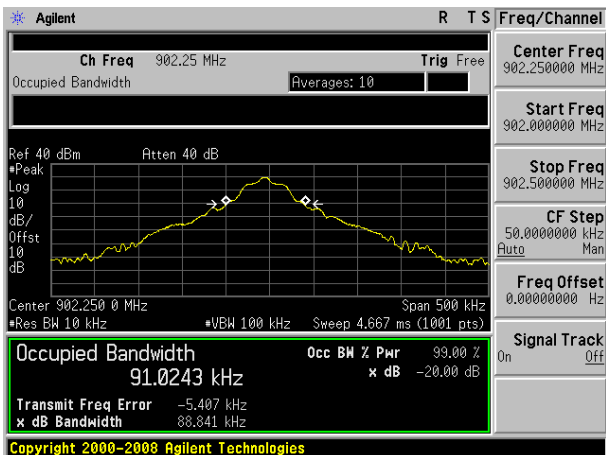 Agilent R T S Freq/Channel
Ch Freq 902.25 MHz Trig Free
Occupied Bandwidth Averages: 10
Center Freq
902.250000 MHz
Start Freq
902.000000 MHz
Ref 40 dBm Atten 40 dB
#Peak
Log
10
dB/
Offst
10
dB
Stop Freq
902.500000 MHz
CF Step
50.0000000 kHz
Auto Man
Freq Offset
0.00000000 Hz
Center 902.250 0 MHz Span 500 kHz
#Res BW 10 kHz #VBW 100 kHz Sweep 4.667 ms (1001 pts)
Signal Track
On Off
Occupied Bandwidth Occ BW % Pwr 99.00 %
91.0243 kHz x dB -20.00 dB
Transmit Freq Error -5.407 kHz
x dB Bandwidth 88.841 kHz
Copyright 2000-2008 Agilent Technologies